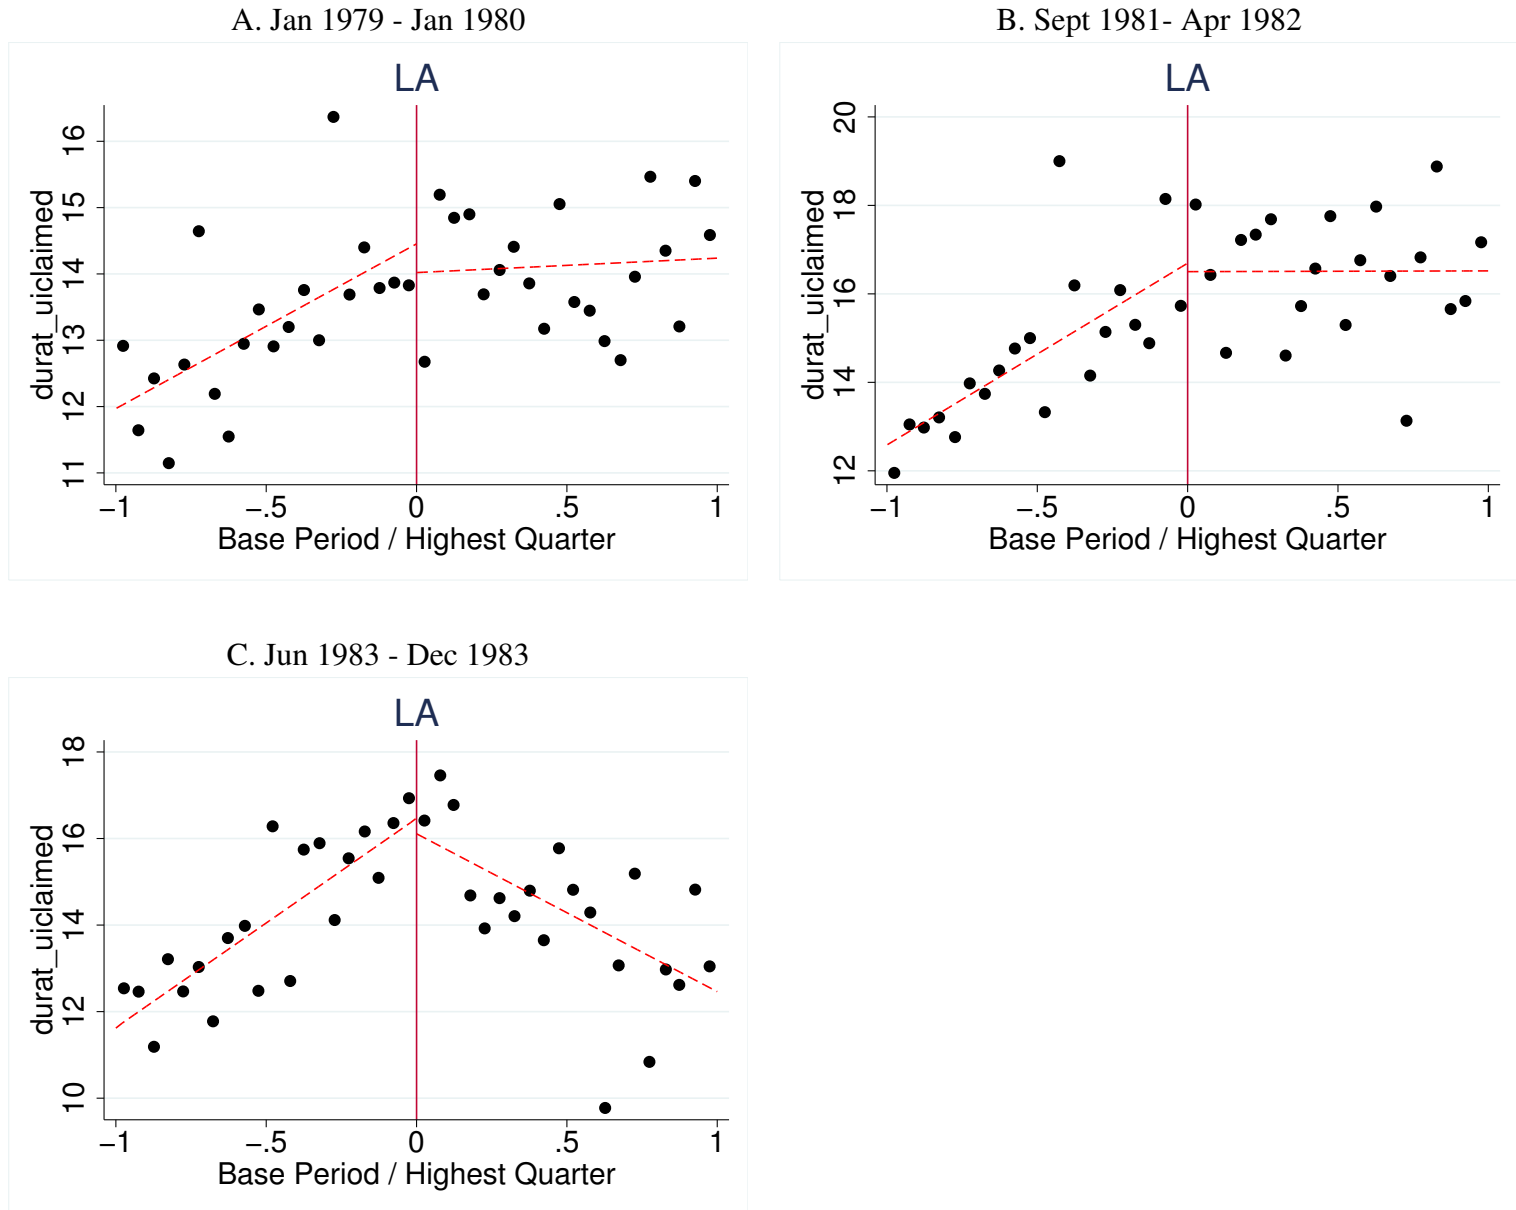 A. Jan 1979 - Jan 1980
LA
durat_uiclaimed
16
15
14
13
12
11
−1 −.5 0 .5 1
Base Period / Highest Quarter
B. Sept 1981- Apr 1982
LA
durat_uiclaimed
20
18
16
14
12
−1 −.5 0 .5 1
Base Period / Highest Quarter
C. Jun 1983 - Dec 1983
LA
durat_uiclaimed
18
16
14
12
10
−1 −.5 0 .5 1
Base Period / Highest Quarter